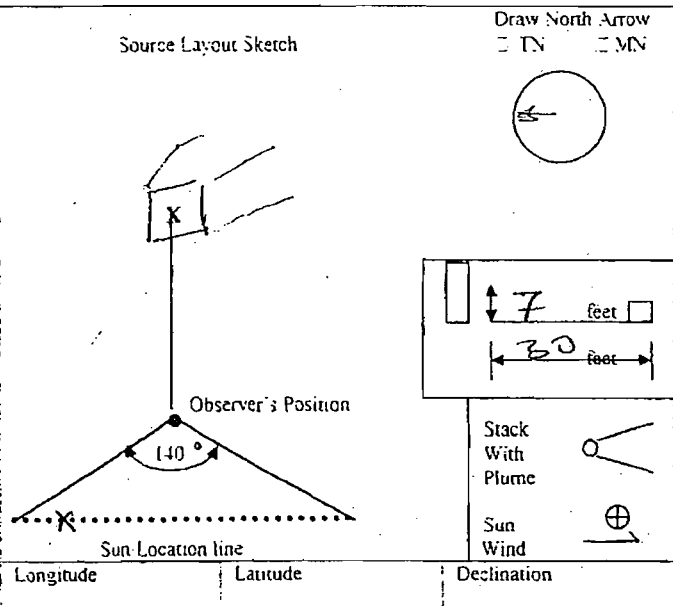 Draw North Arrow
TN MN
Source Layout Sketch
X
7 feet
30 feet
Observer's Position
140°
Stack
With
Plume
X
Sun
Wind
Sun Location line
Longitude Latitude Declination